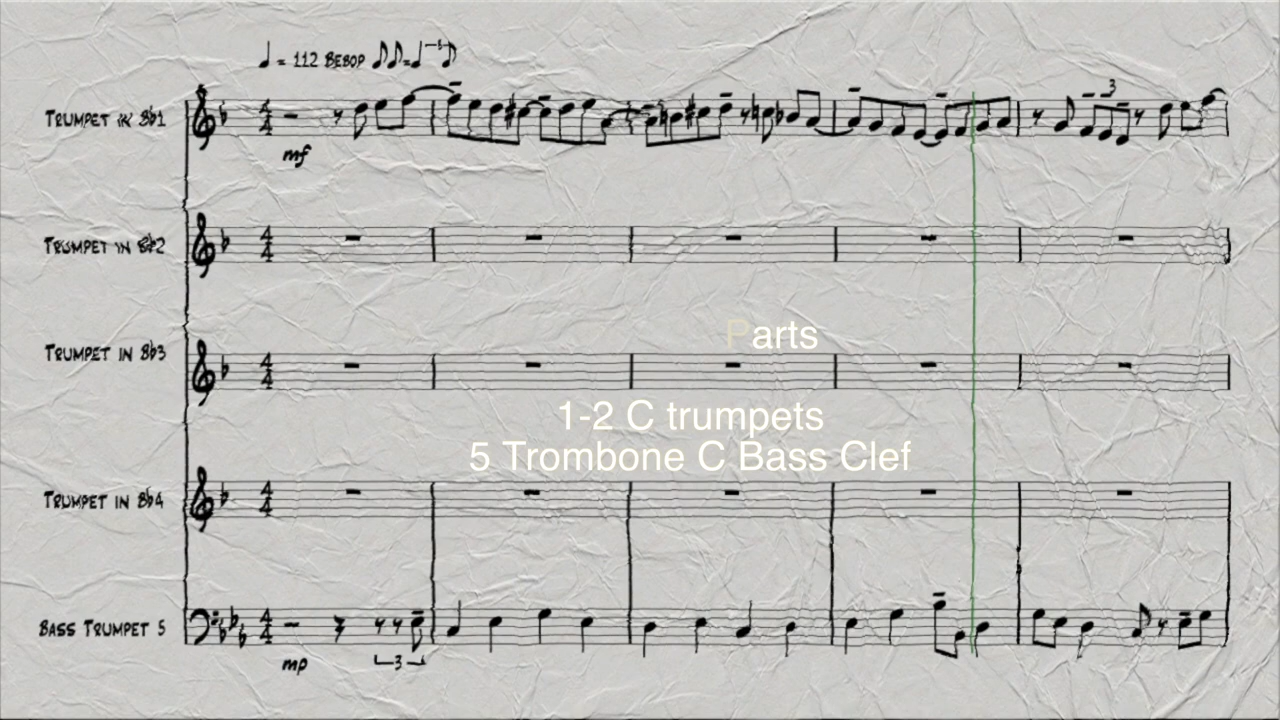 = 112 Bebop
mf
Trumpet in Bb1
3
Trumpet in Bb2
Trumpet in Bb3
Parts
1-2 C trumpets
5 Trombone C Bass Clef
Trumpet in Bb4
Bass Trumpet 5
mp
3